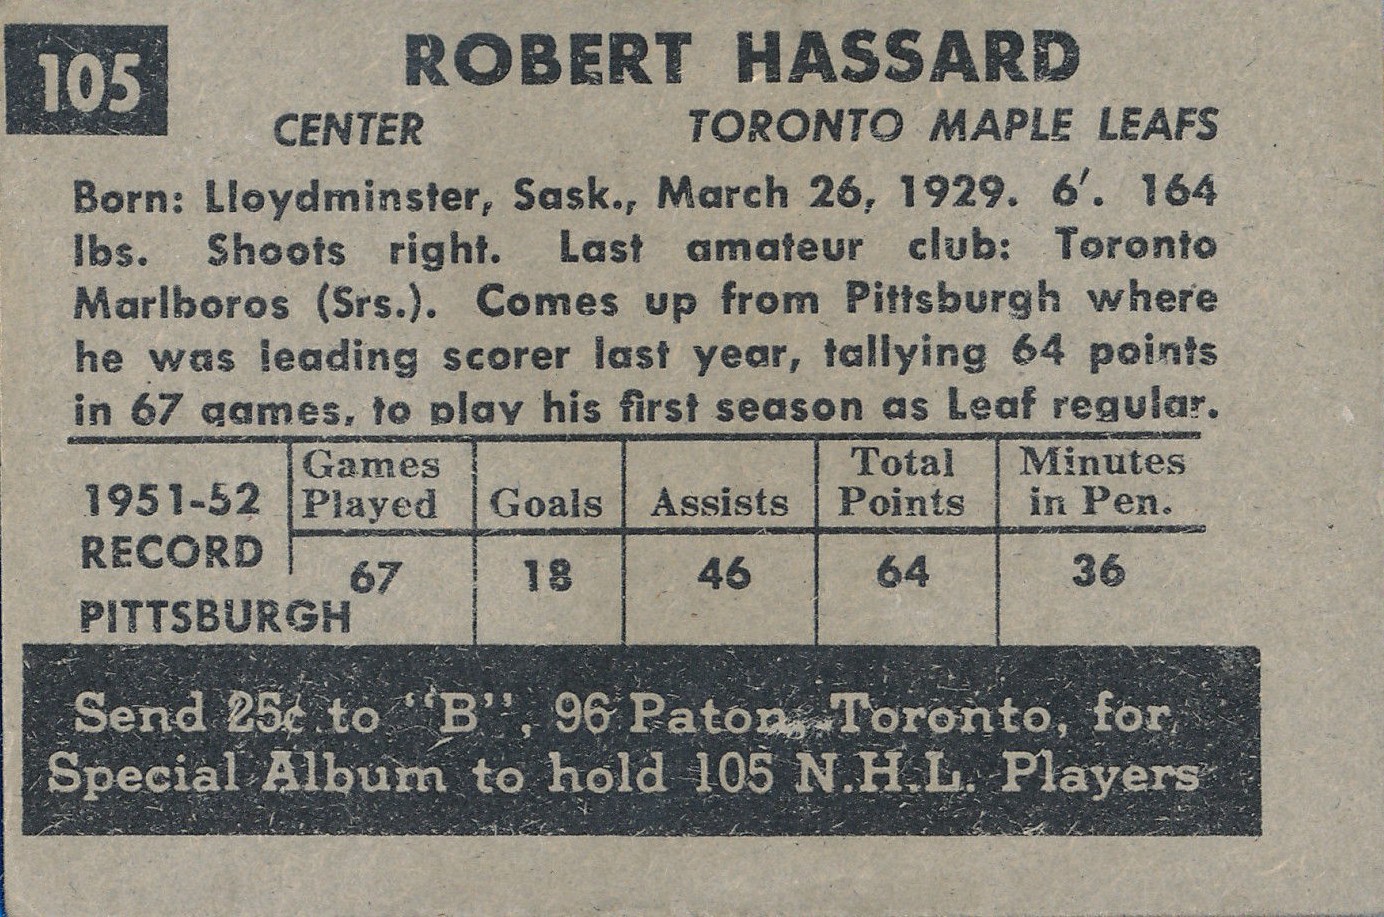 105
ROBERT HASSARD
CENTER TORONTO MAPLE LEAFS
Born: Lloydminster, Sask., March 26, 1929. 6′. 164
lbs. Shoots right. Last amateur club: Toronto
Marlboros (Srs.). Comes up from Pittsburgh where
he was leading scorer last year, tallying 64 points
in 67 games, to play his first season as Leaf regular.
1951-52 RECORD PITTSBURGH
Games Played Goals Assists Total Points Minutes in Pen.
67 18 46 64 36
Send 25¢ to "B", 96 Paton, Toronto, for
Special Album to hold 105 N.H.L. Players